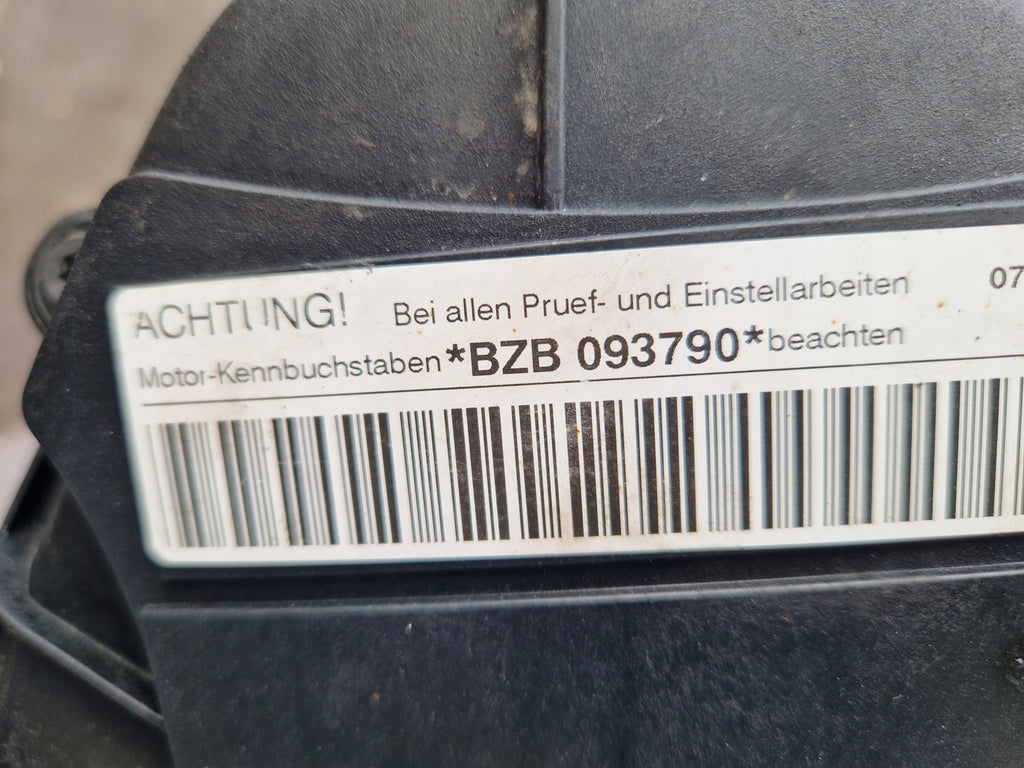 ACHTUNG! Bei allen Pruef- und Einstellarbeiten 07
Motor-Kennbuchstaben *BZB 093790* beachten